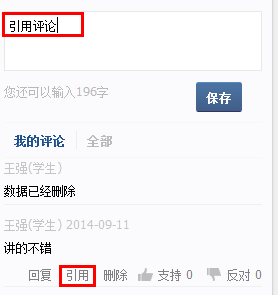 引用评论
您还可以输入196字
保存
我的评论 全部
王强(学生)
数据已经删除
王强(学生) 2014-09-11
讲的不错
回复 引用 删除 支持 0 反对 0